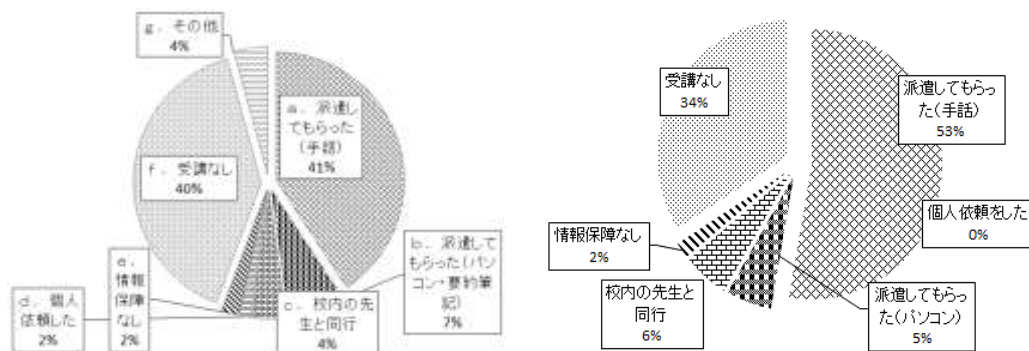 g. その他
4%
a. 派遣し
てもらった
(手話)
41%
f. 受講なし
40%
b. 派遣して
もらった(パソ
コン・要約筆
記)
7%
c. 校内の先
生と同行
4%
d. 個人
依頼した
2%
e.
情報
保障
なし
2%
受講なし
34%
派遣してもらっ
た(手話)
53%
個人依頼をした
0%
情報保障なし
2%
校内の先生と
同行
6%
派遣してもらっ
た(パソコン)
5%